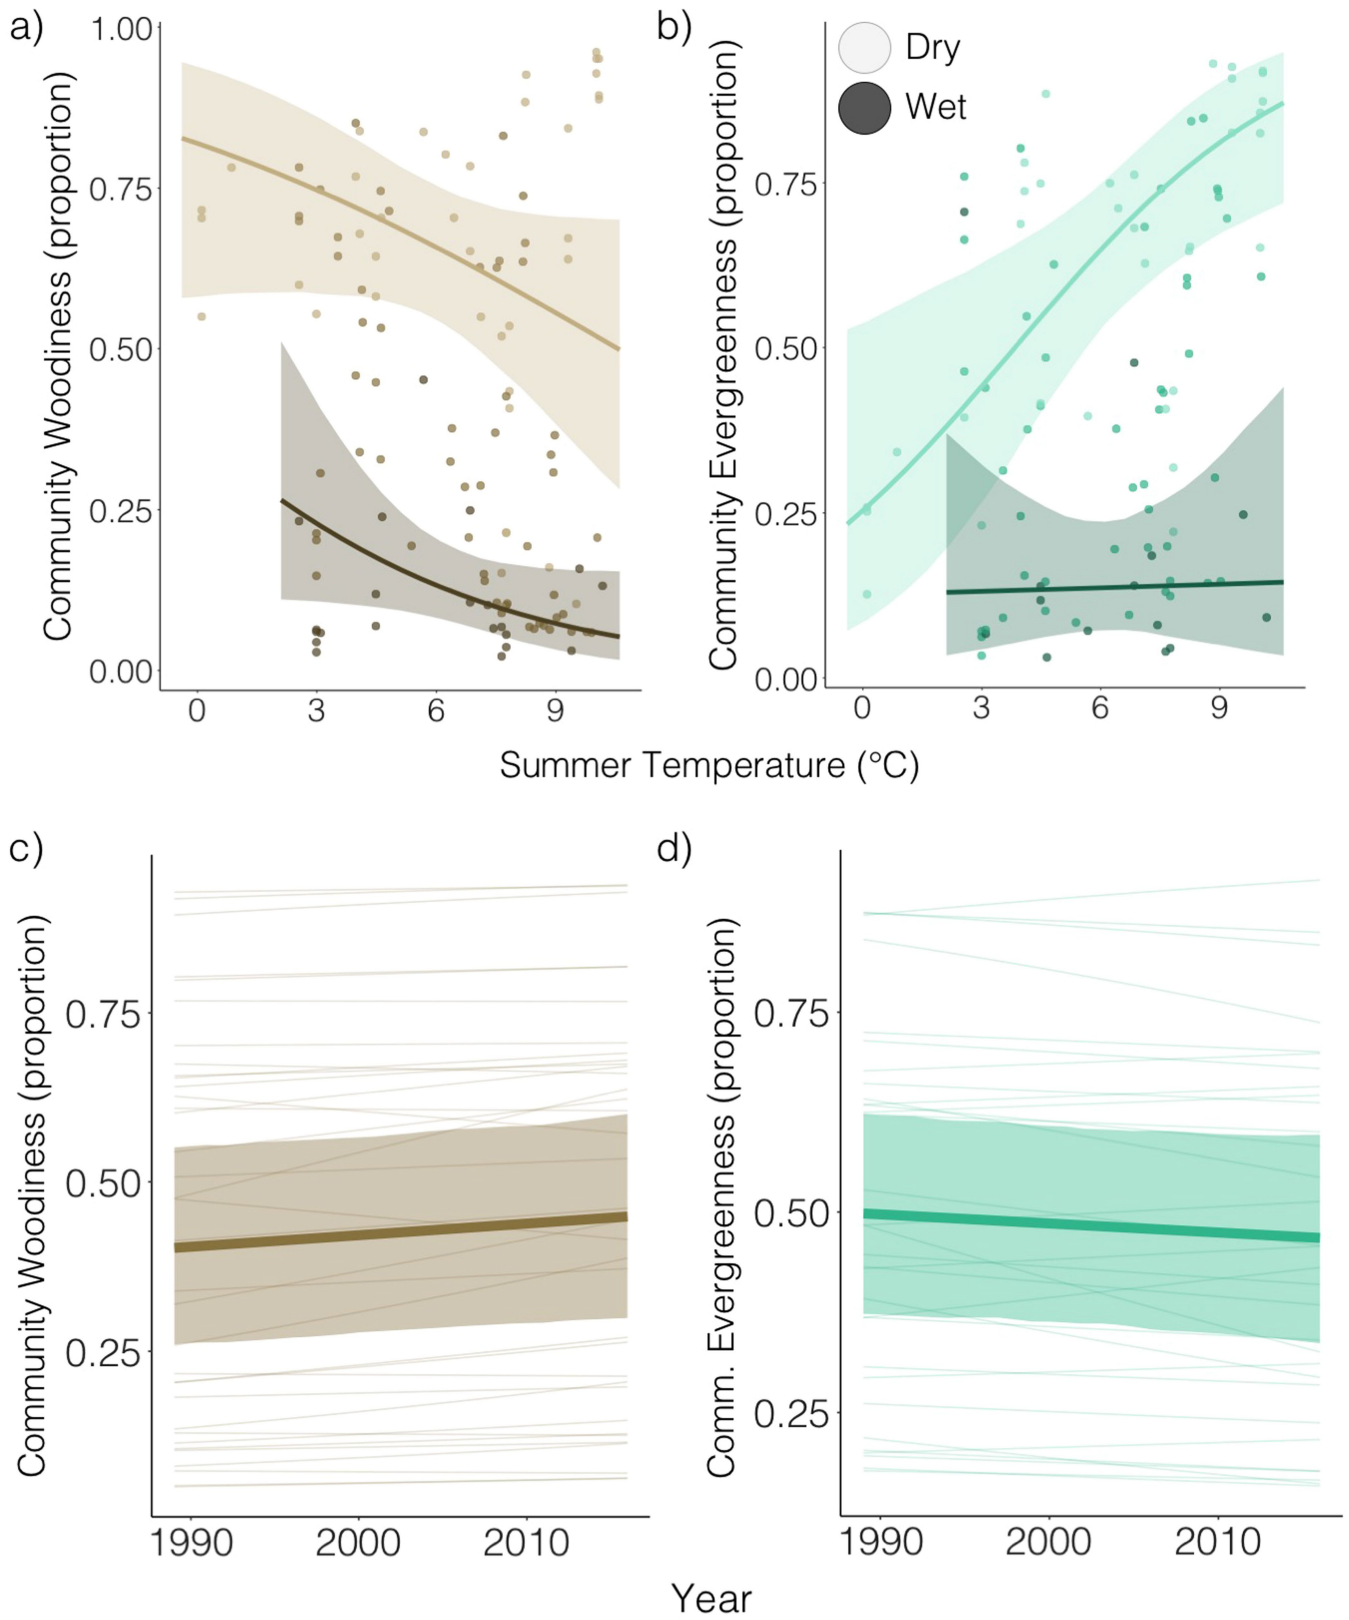 a)
Community Woodiness (proportion)
1.00
0.75
0.50
0.25
0.00
0 3 6 9
b)
Dry
Wet
Community Evergreenness (proportion)
0.75
0.50
0.25
0.00
0 3 6 9
Summer Temperature (°C)
c)
Community Woodiness (proportion)
0.75
0.50
0.25
1990 2000 2010
d)
Comm. Evergreenness (proportion)
0.75
0.50
0.25
1990 2000 2010
Year